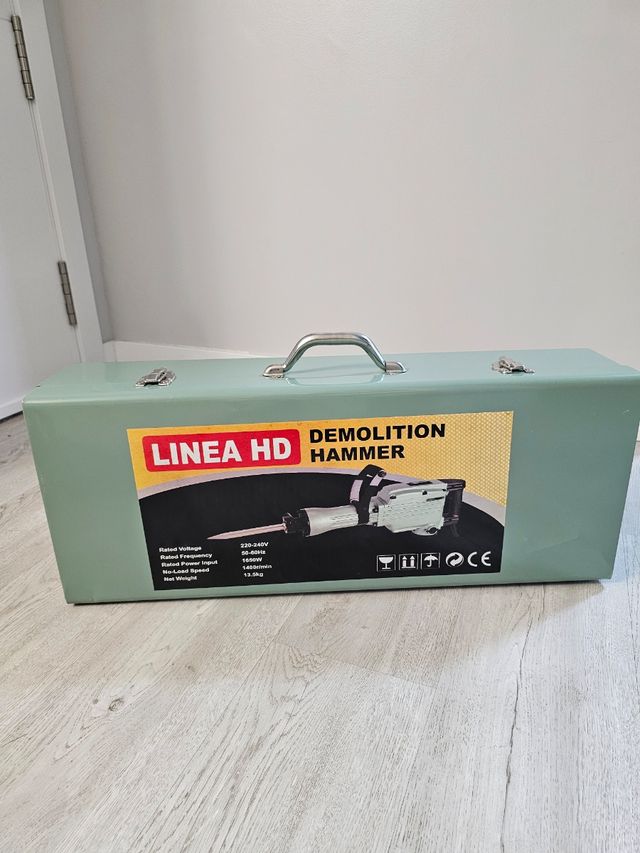 LINEA HD
DEMOLITION
HAMMER
Rated Voltage 220-240V
Rated Frequency 50-60Hz
Rated Power Input 1650W
No-Load Speed 1400r/min
Net Weight 13.5kg
CE